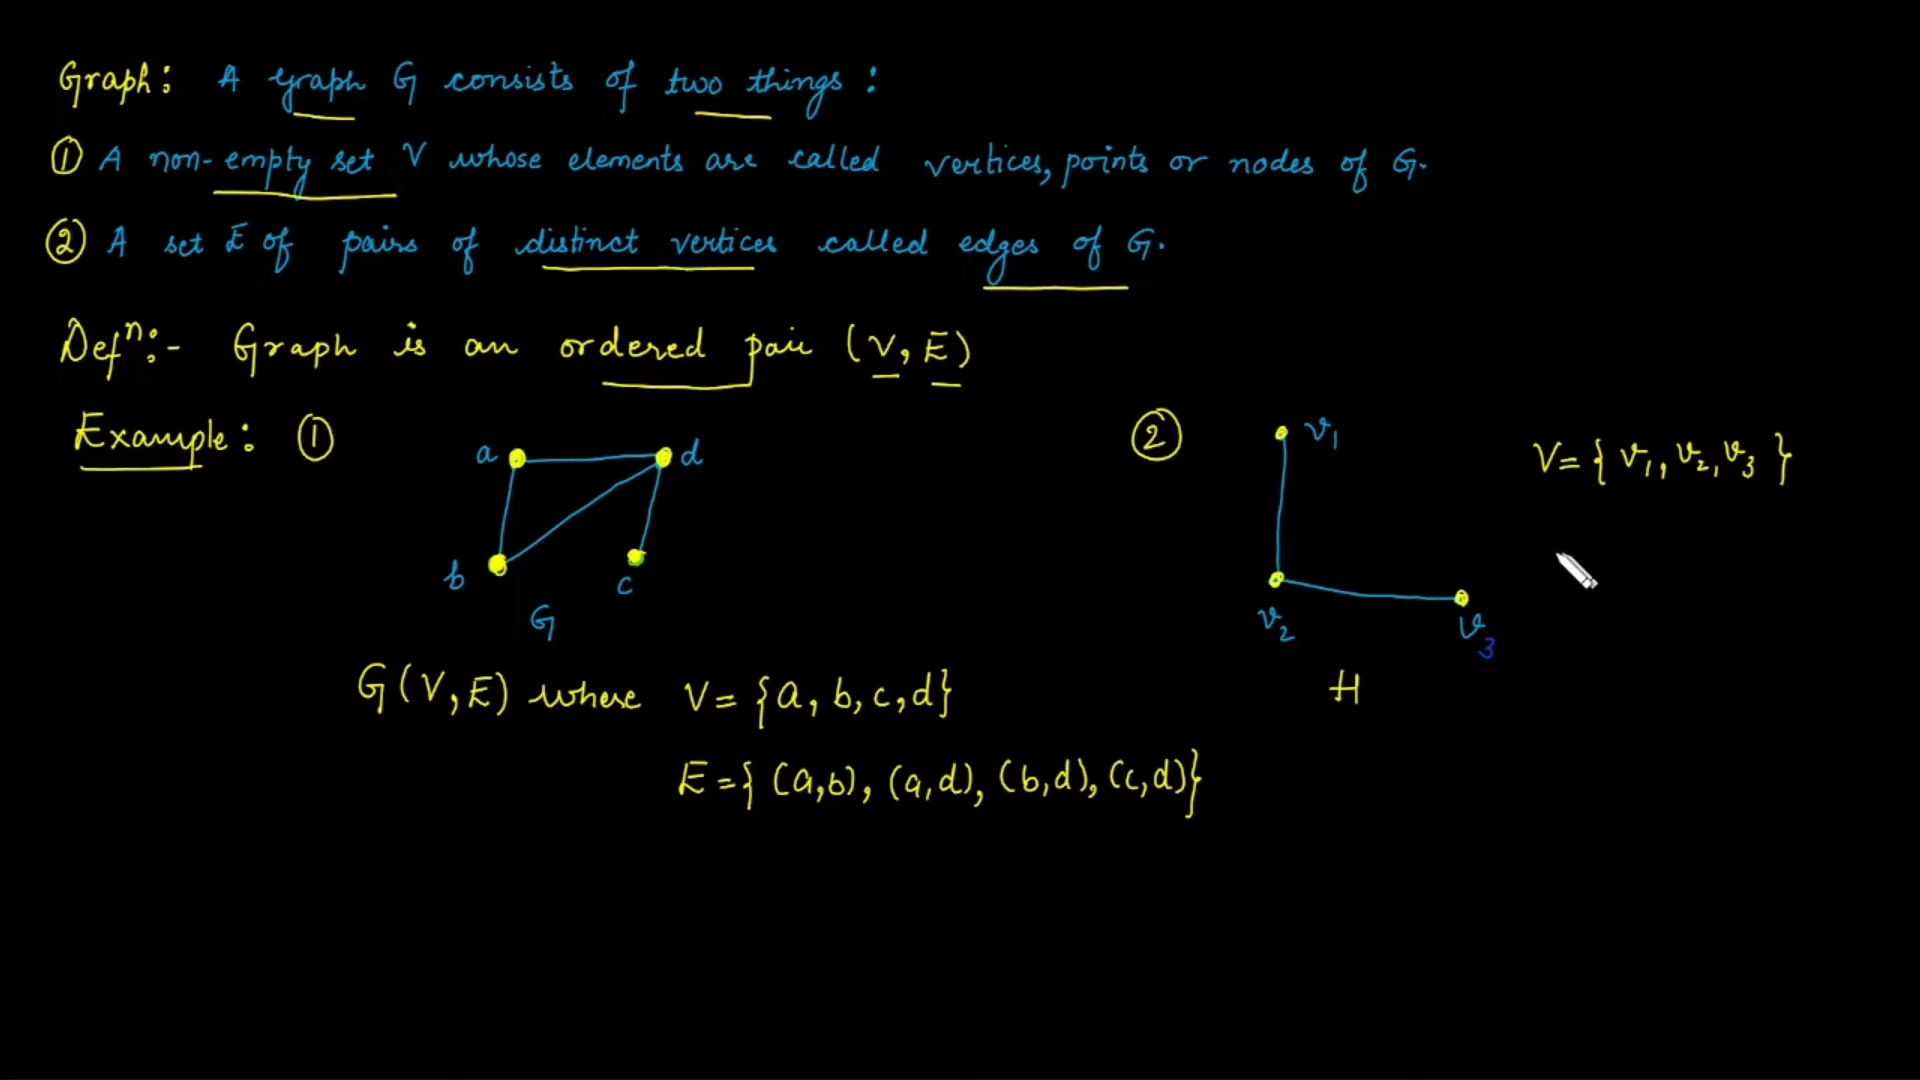 Graph: A graph G consists of two things:
① A non-empty set V whose elements are called vertices, points or nodes of G.
② A set E of pairs of distinct vertices called edges of G.
Defⁿ:- Graph is an ordered pair (V, E)
Example: ①
a d
b c
G
G(V, E) where V = {a, b, c, d}
E = { (a,b), (a,d), (b,d), (c,d)}
②
v₁
v₂ v₃
H
V = { v₁, v₂, v₃ }